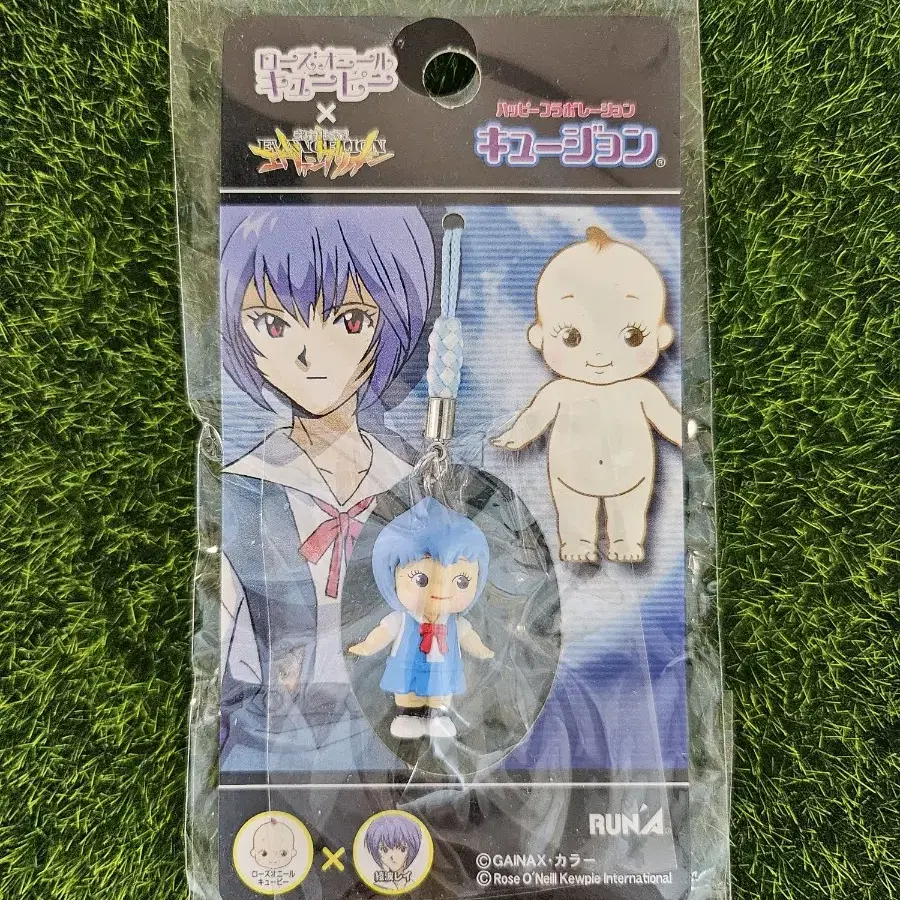 ローズオニール
キューピー
×
EVANGELION
エヴァンゲリオン
ハッピーコラボレーション
キュージョン®
RUN'A
ローズオニール
キューピー
×
綾波レイ
©GAINAX・カラー
©Rose O'Neill Kewpie International